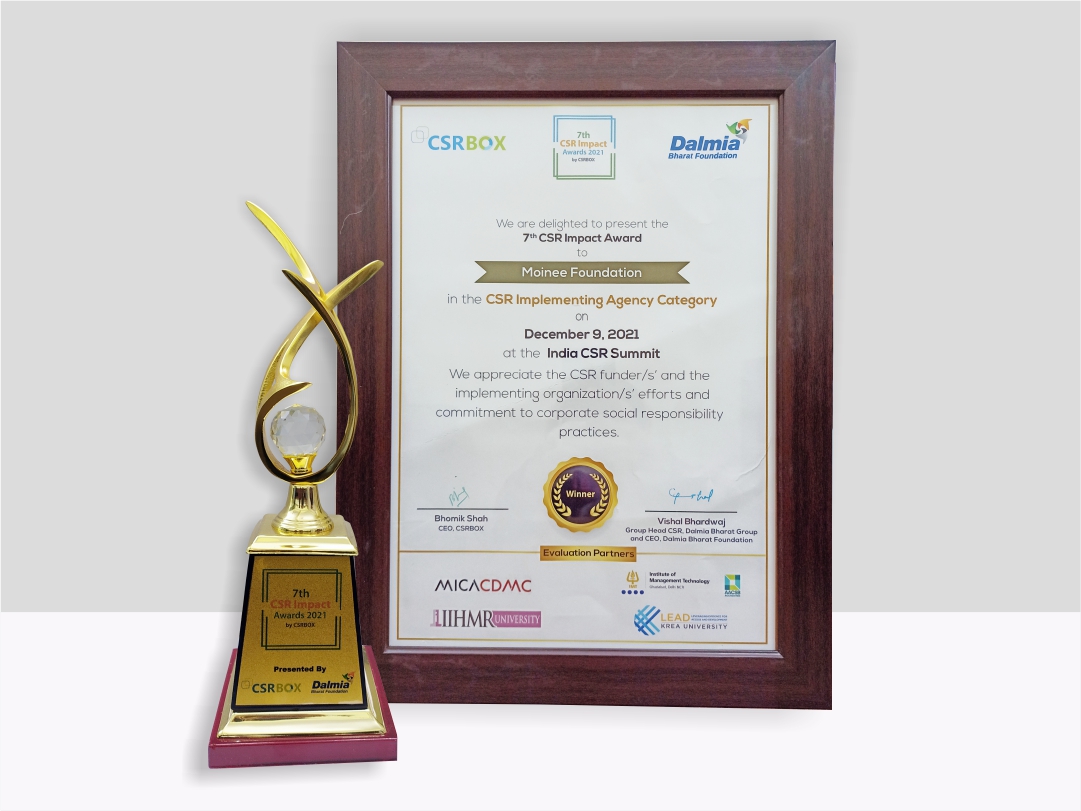 CSRBOX
7th
CSR Impact
Awards 2021
by CSRBOX
Dalmia
Bharat Foundation
We are delighted to present the
7th CSR Impact Award
to
Moinee Foundation
in the CSR Implementing Agency Category
on
December 9, 2021
at the India CSR Summit
We appreciate the CSR funder/s' and the
implementing organization/s' efforts and
commitment to corporate social responsibility
practices.
Winner
Bhomik Shah
CEO, CSRBOX
Vishal Bhardwaj
Group Head CSR, Dalmia Bharat Group
and CEO, Dalmia Bharat Foundation
Evaluation Partners
MICACDMC
Institute of
Management Technology
AACSB
IIHMR UNIVERSITY
LEAD
KREA UNIVERSITY
7th
CSR Impact
Awards 2021
by CSRBOX
Presented By
CSRBOX
Dalmia
Bharat Foundation